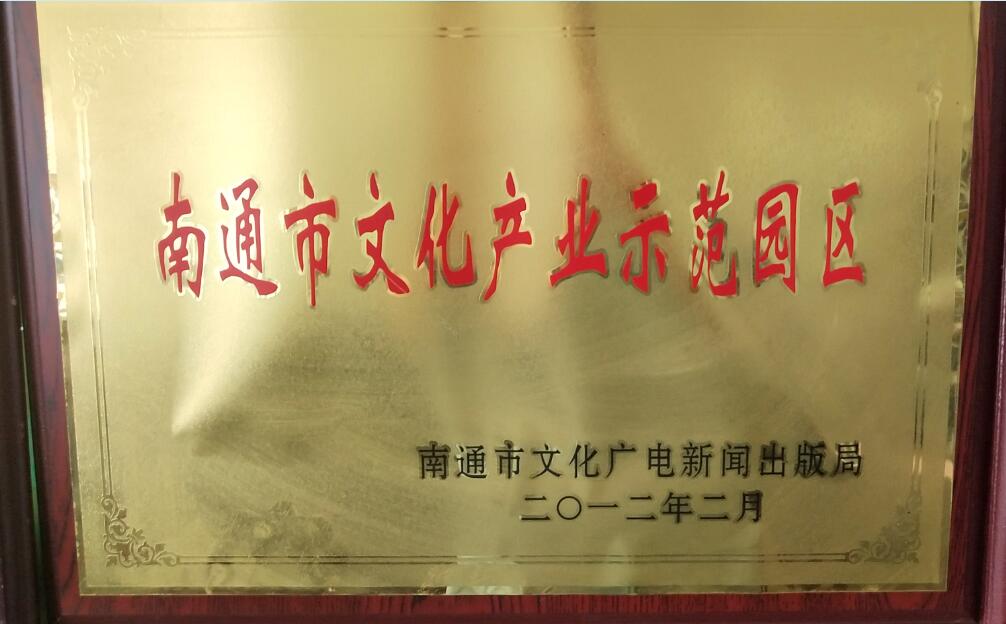 南通市文化产业示范园区
南通市文化广电新闻出版局
二〇一二年二月